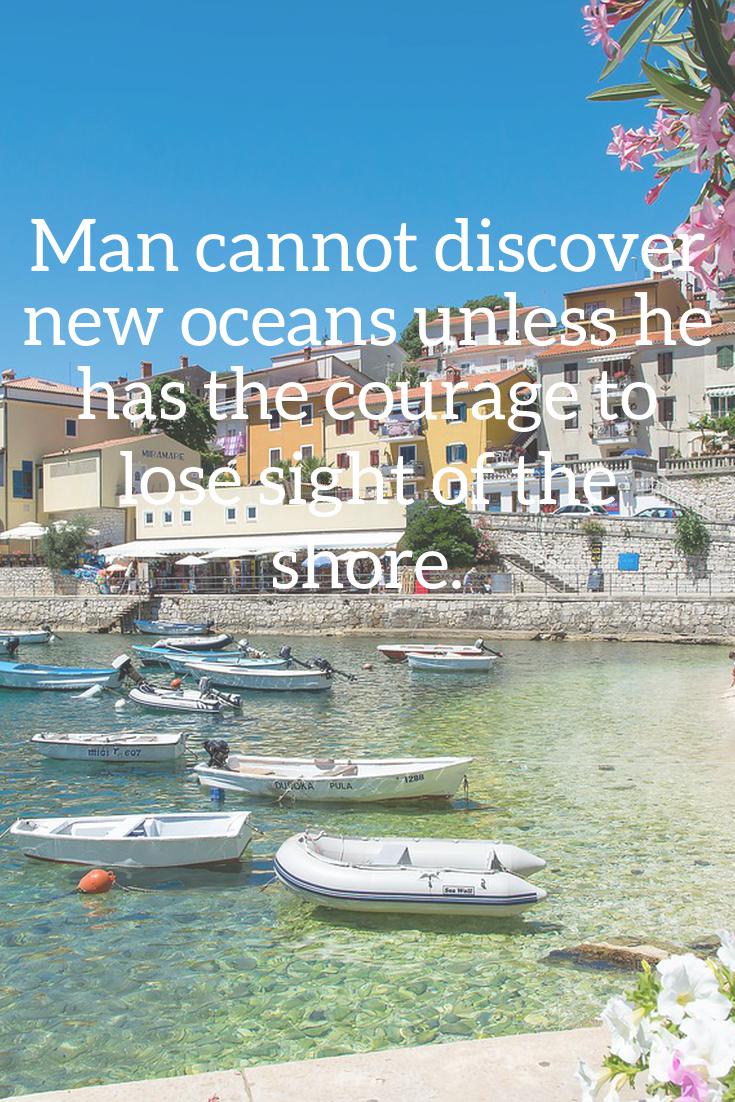 Man cannot discover
new oceans unless he
has the courage to
lose sight of the
shore.
MIRAMARE
1288
PULA
Sea Wolf